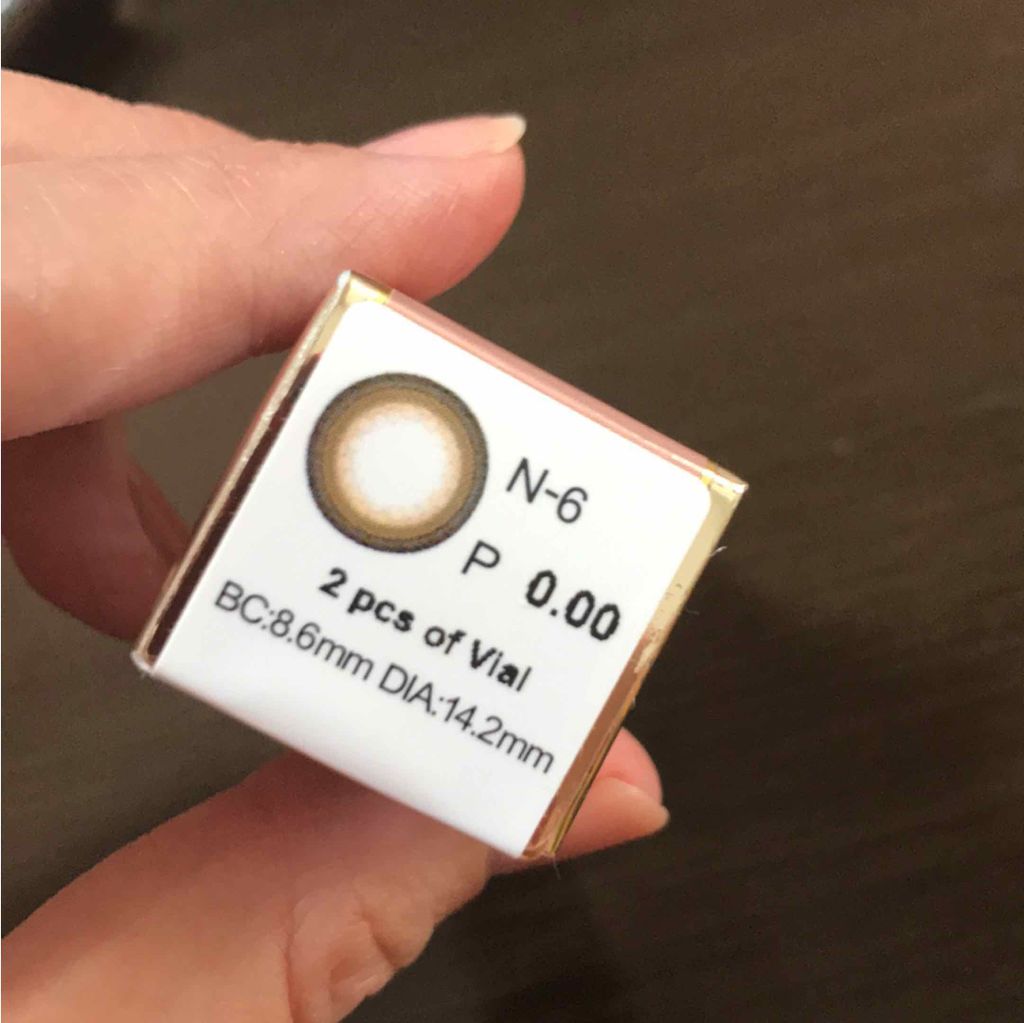 N-6
P 0.00
2 pcs of Vial
BC:8.6mm DIA:14.2mm